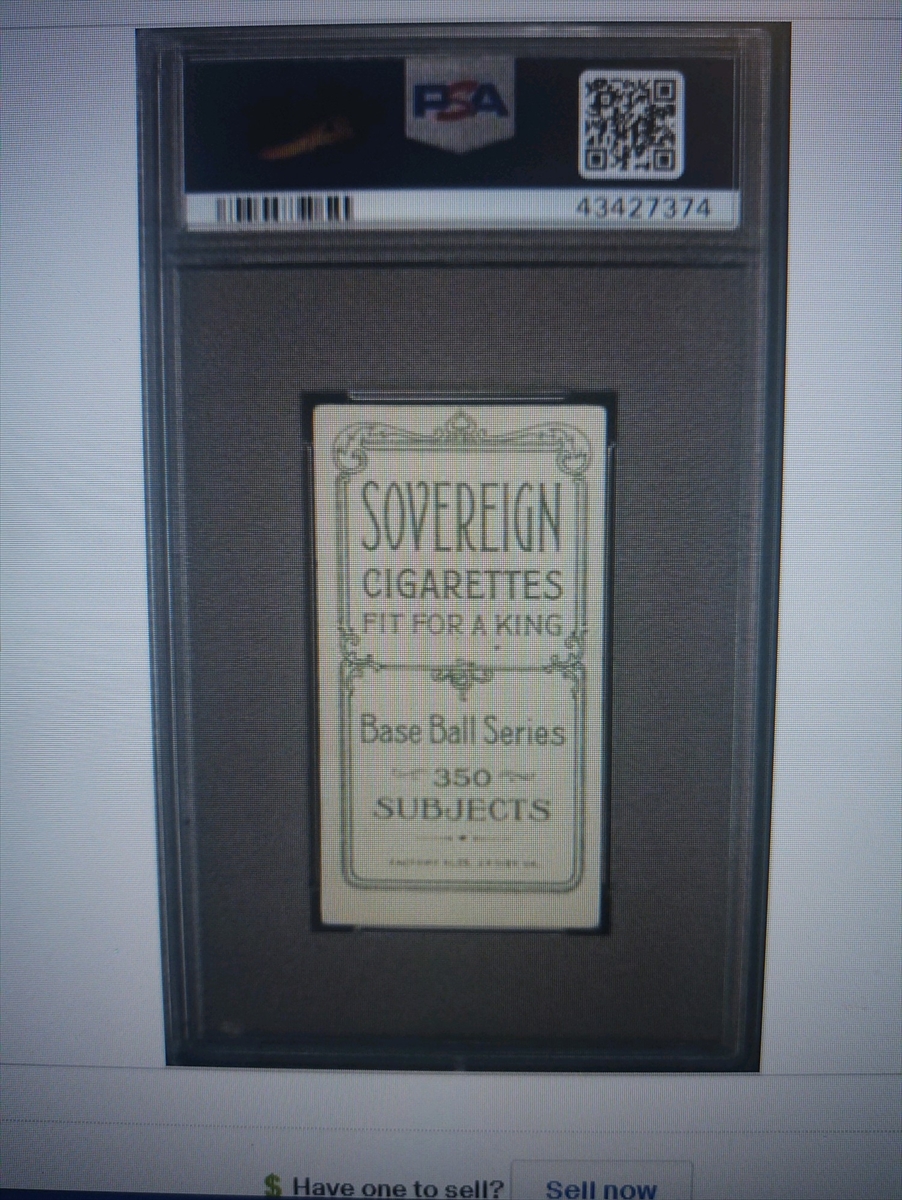 PSA
43427374
SOVEREIGN
CIGARETTES
FIT FOR A KING
Base Ball Series
350
SUBJECTS
$ Have one to sell? Sell now